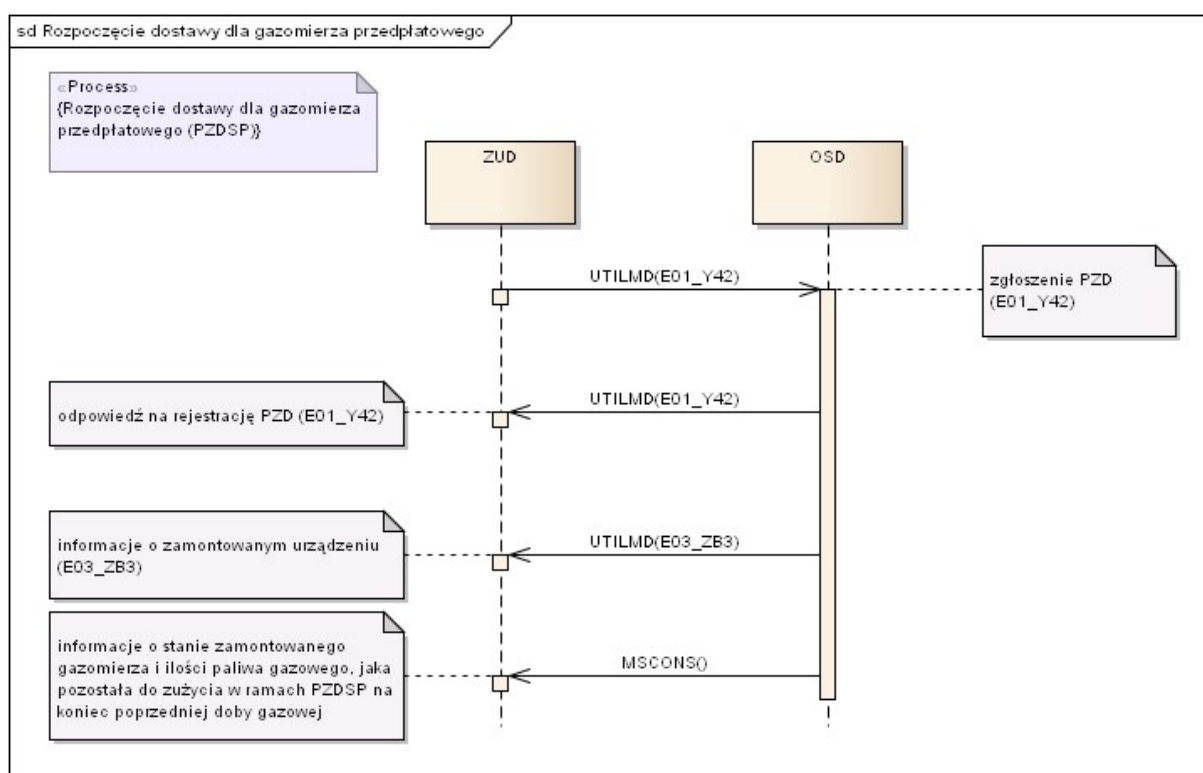 sd Rozpoczęcie dostawy dla gazomierza przedpłatowego
«Process»
{Rozpoczęcie dostawy dla gazomierza
przedpłatowego (PZDSP)}
ZUD
OSD
UTILMD(E01_Y42)
zgłoszenie PZD
(E01_Y42)
UTILMD(E01_Y42)
odpowiedź na rejestrację PZD (E01_Y42)
UTILMD(E03_ZB3)
informacje o zamontowanym urządzeniu
(E03_ZB3)
informacje o stanie zamontowanego
gazomierza i ilości paliwa gazowego, jaka
pozostała do zużycia w ramach PZDSP na
koniec poprzedniej doby gazowej
MSCONS()